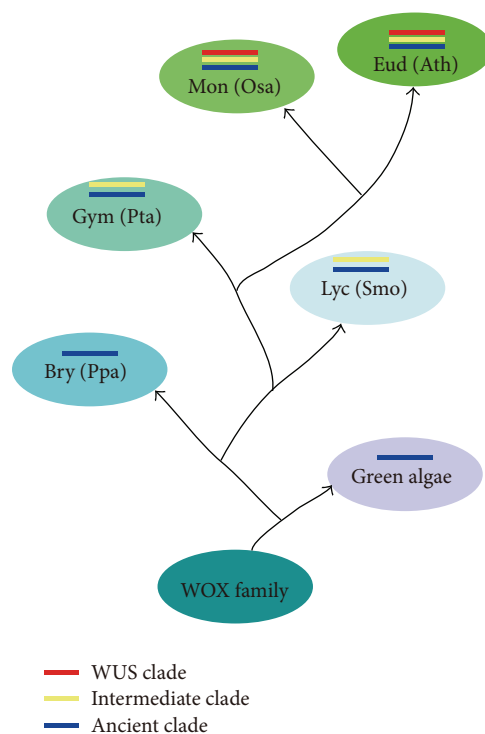 Eud (Ath)
Mon (Osa)
Gym (Pta)
Lyc (Smo)
Bry (Ppa)
Green algae
WOX family
WUS clade
Intermediate clade
Ancient clade